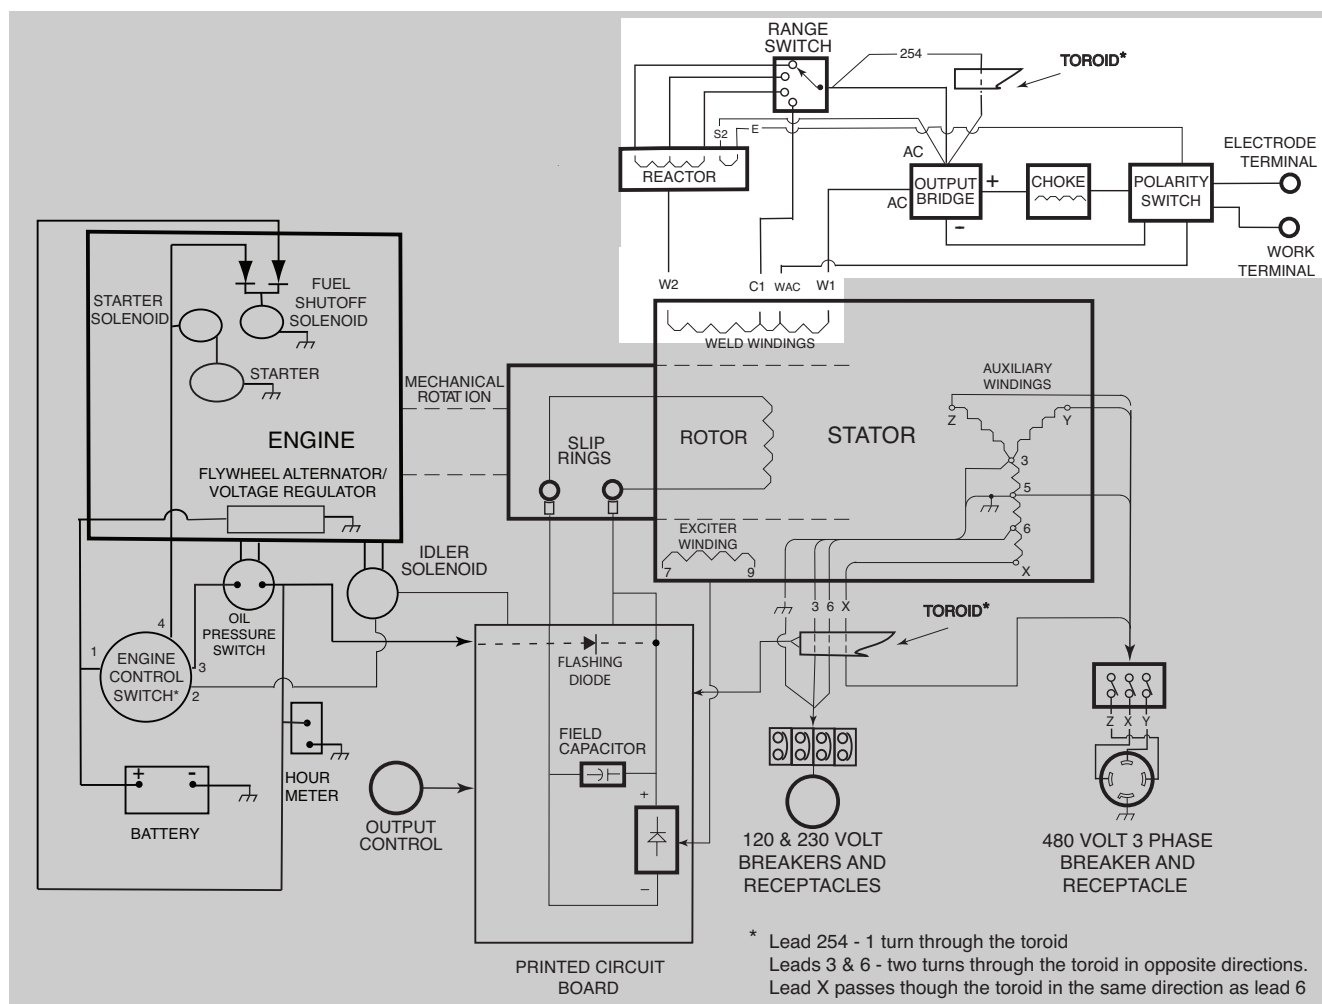 RANGE
SWITCH
254
TOROID*
S2
E
AC
ELECTRODE
TERMINAL
REACTOR
AC
OUTPUT
BRIDGE
+
-
CHOKE
POLARITY
SWITCH
WORK
TERMINAL
W2
C1
WAC
W1
WELD WINDINGS
FUEL
SHUTOFF
SOLENOID
STARTER
SOLENOID
STARTER
ENGINE
FLYWHEEL ALTERNATOR/
VOLTAGE REGULATOR
MECHANICAL
ROTATION
SLIP
RINGS
ROTOR
STATOR
AUXILIARY
WINDINGS
Z
Y
3
5
6
X
EXCITER
WINDING
7
9
IDLER
SOLENOID
OIL
PRESSURE
SWITCH
4
1
3
2
ENGINE
CONTROL
SWITCH*
3
6
X
TOROID*
FLASHING
DIODE
FIELD
CAPACITOR
+
–
HOUR
METER
+
-
BATTERY
OUTPUT
CONTROL
PRINTED CIRCUIT
BOARD
120 & 230 VOLT
BREAKERS AND
RECEPTACLES
Z X Y
480 VOLT 3 PHASE
BREAKER AND
RECEPTACLE
* Lead 254 - 1 turn through the toroid
Leads 3 & 6 - two turns through the toroid in opposite directions.
Lead X passes though the toroid in the same direction as lead 6